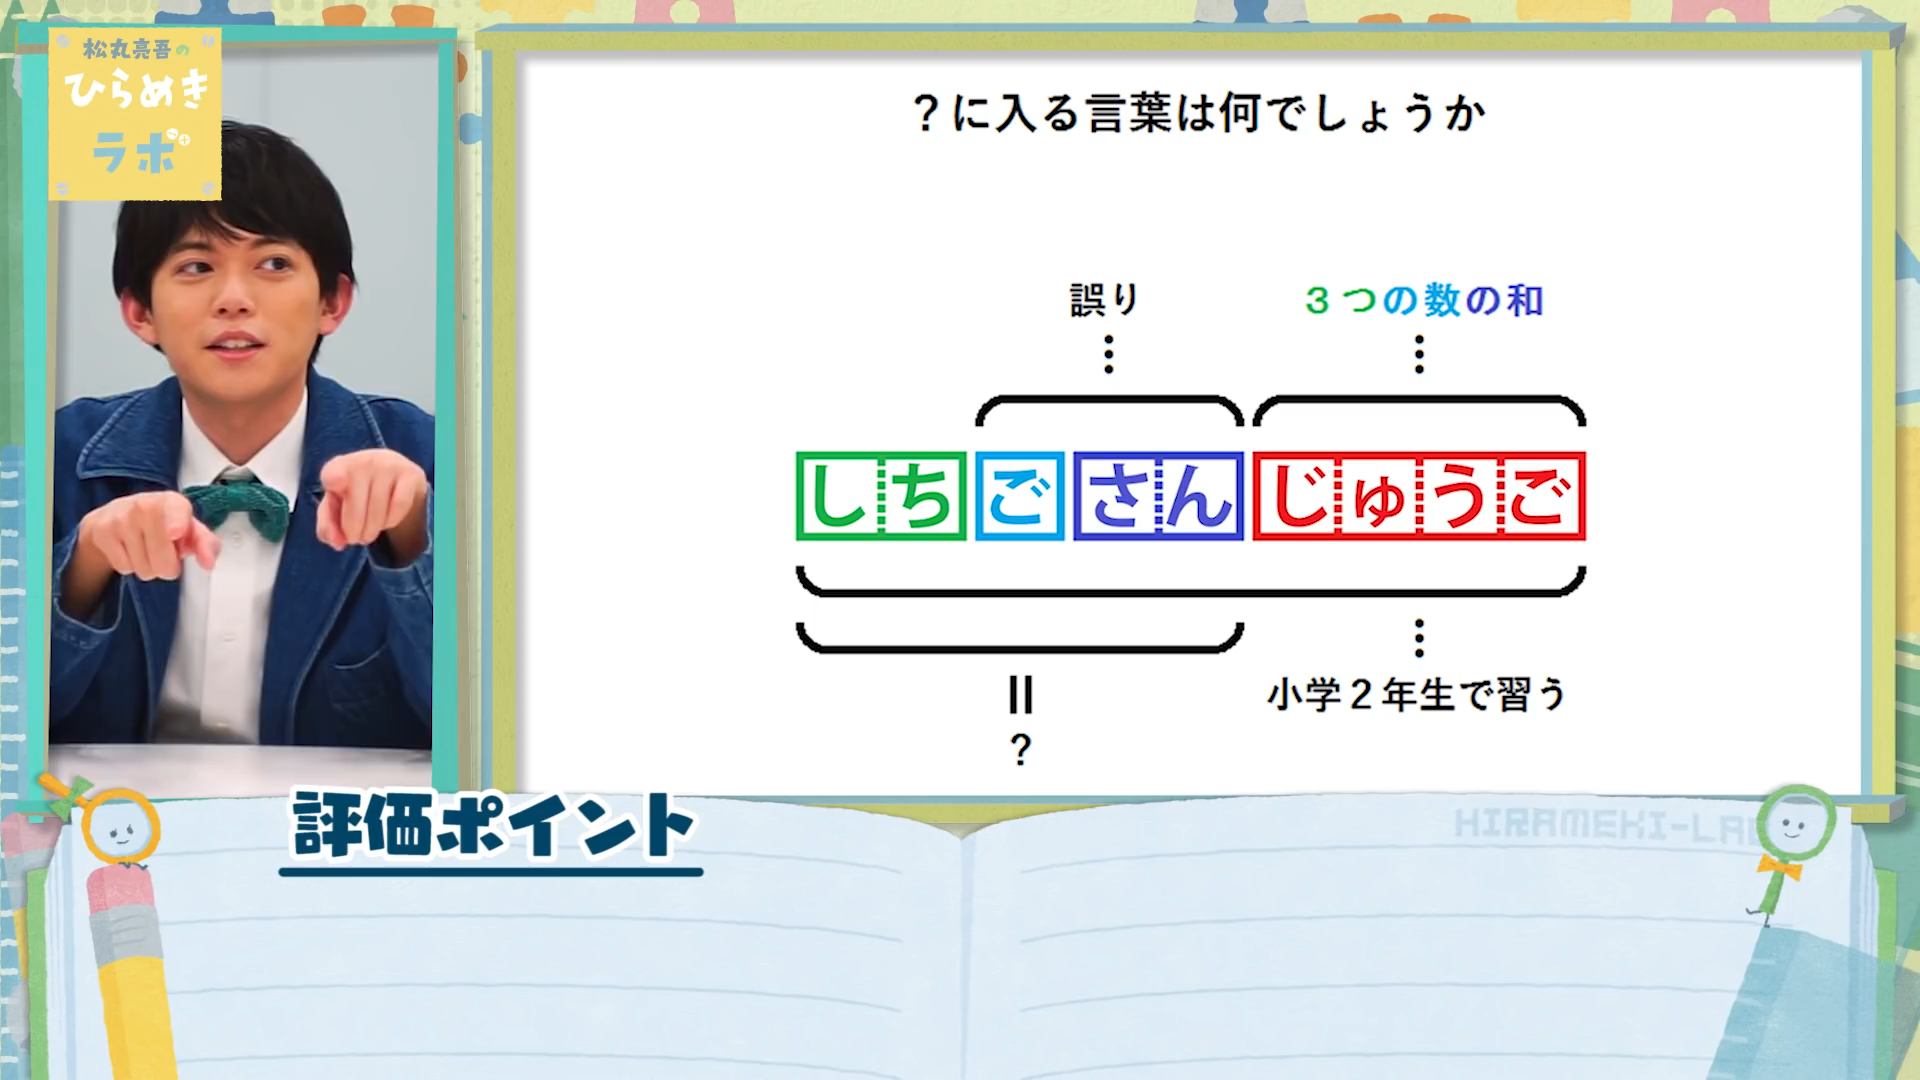 松丸亮吾の
ひらめき
ラボ
？に入る言葉は何でしょうか
誤り
３つの数の和
しちごさんじゅうご
小学２年生で習う
＝
？
評価ポイント
HIRAMEKI-LA